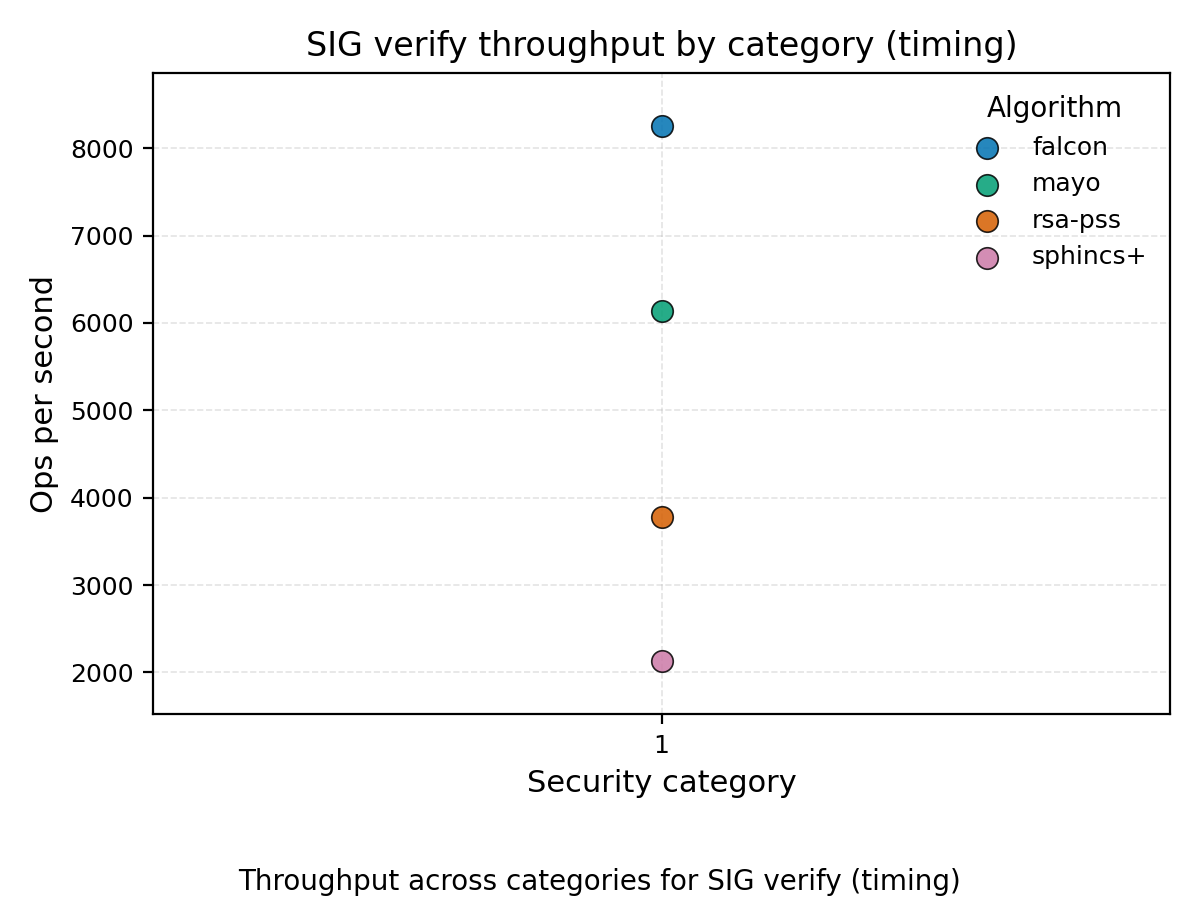 SIG verify throughput by category (timing)
Algorithm
falcon
mayo
rsa-pss
sphincs+
Ops per second
8000
7000
6000
5000
4000
3000
2000
1
Security category
Throughput across categories for SIG verify (timing)